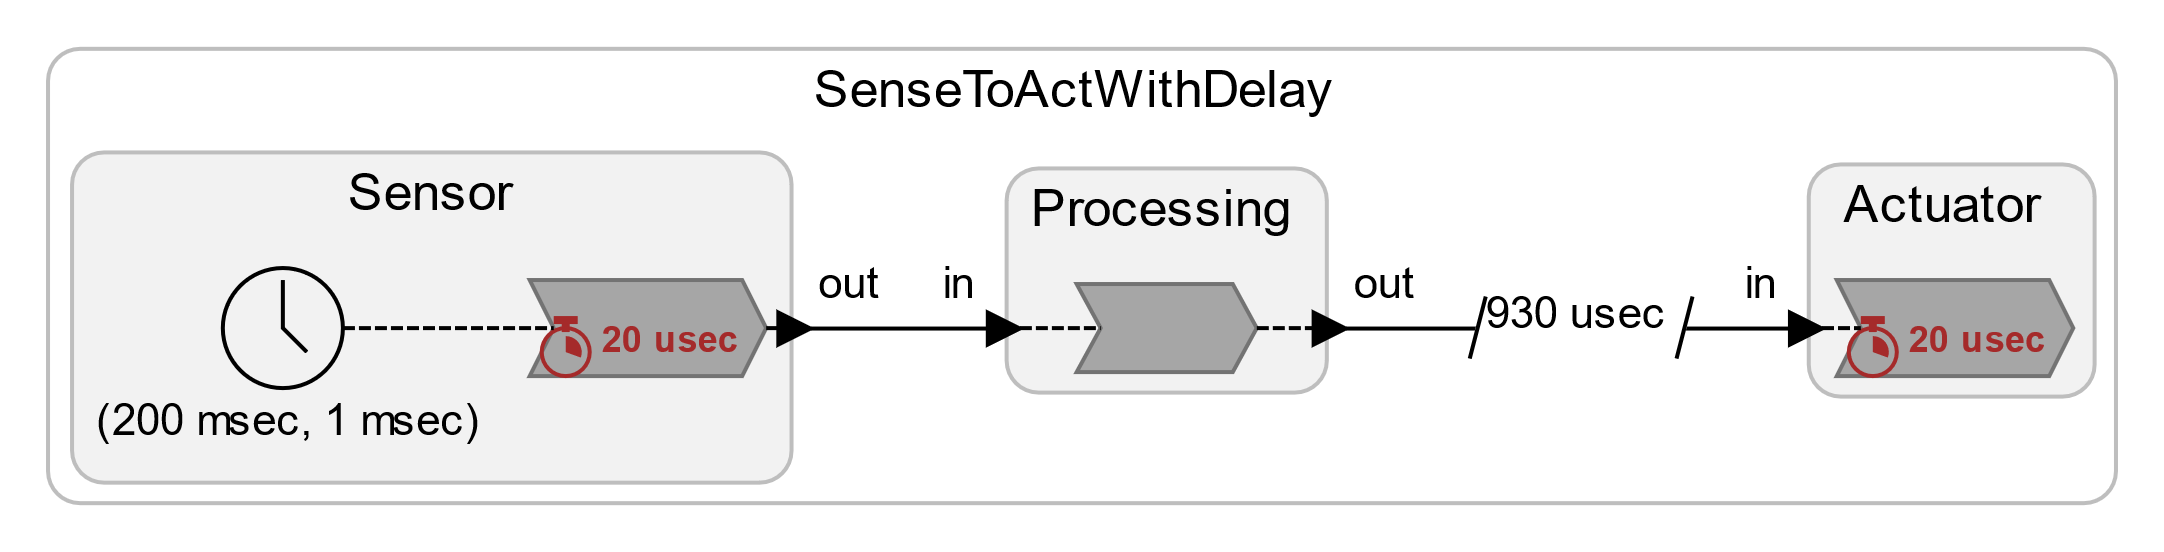 SenseToActWithDelay
Sensor
(200 msec, 1 msec)
20 usec
out
in
Processing
out
930 usec
in
Actuator
20 usec